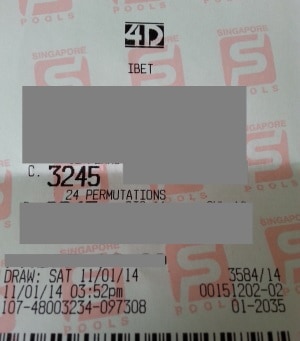 4D
IBET
C. 3245
24 PERMUTATIONS
DRAW: SAT 11/01/14 3584/14
11/01/14 03:52pm 00151202-02
107-48003234-097308 01-2035
SINGAPORE POOLS